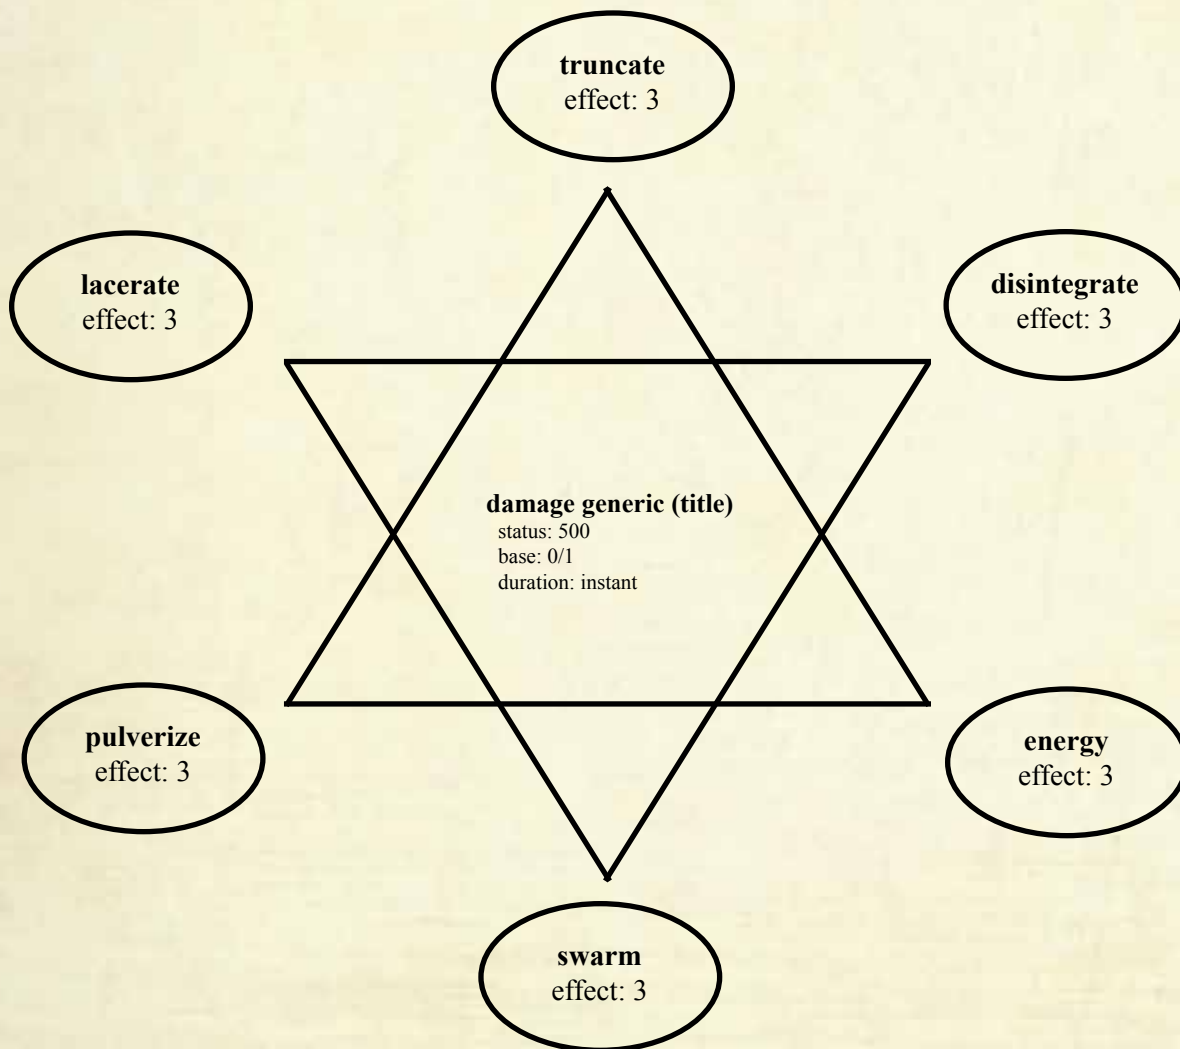 truncate
effect: 3
lacerate
effect: 3
disintegrate
effect: 3
damage generic (title)
status: 500
base: 0/1
duration: instant
pulverize
effect: 3
energy
effect: 3
swarm
effect: 3